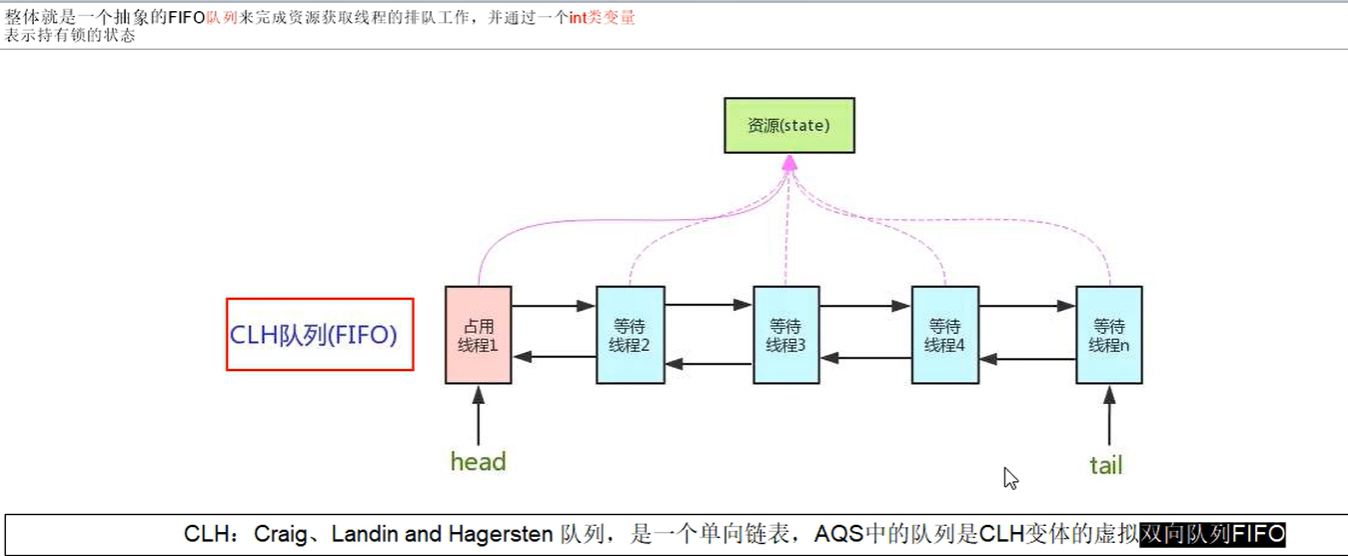 整体就是一个抽象的FIFO队列来完成资源获取线程的排队工作，并通过一个int类变量
表示持有锁的状态
资源(state)
CLH队列(FIFO)
占用
线程1
等待
线程2
等待
线程3
等待
线程4
等待
线程n
head
tail
CLH：Craig、Landin and Hagersten 队列，是一个单向链表，AQS中的队列是CLH变体的虚拟双向队列FIFO